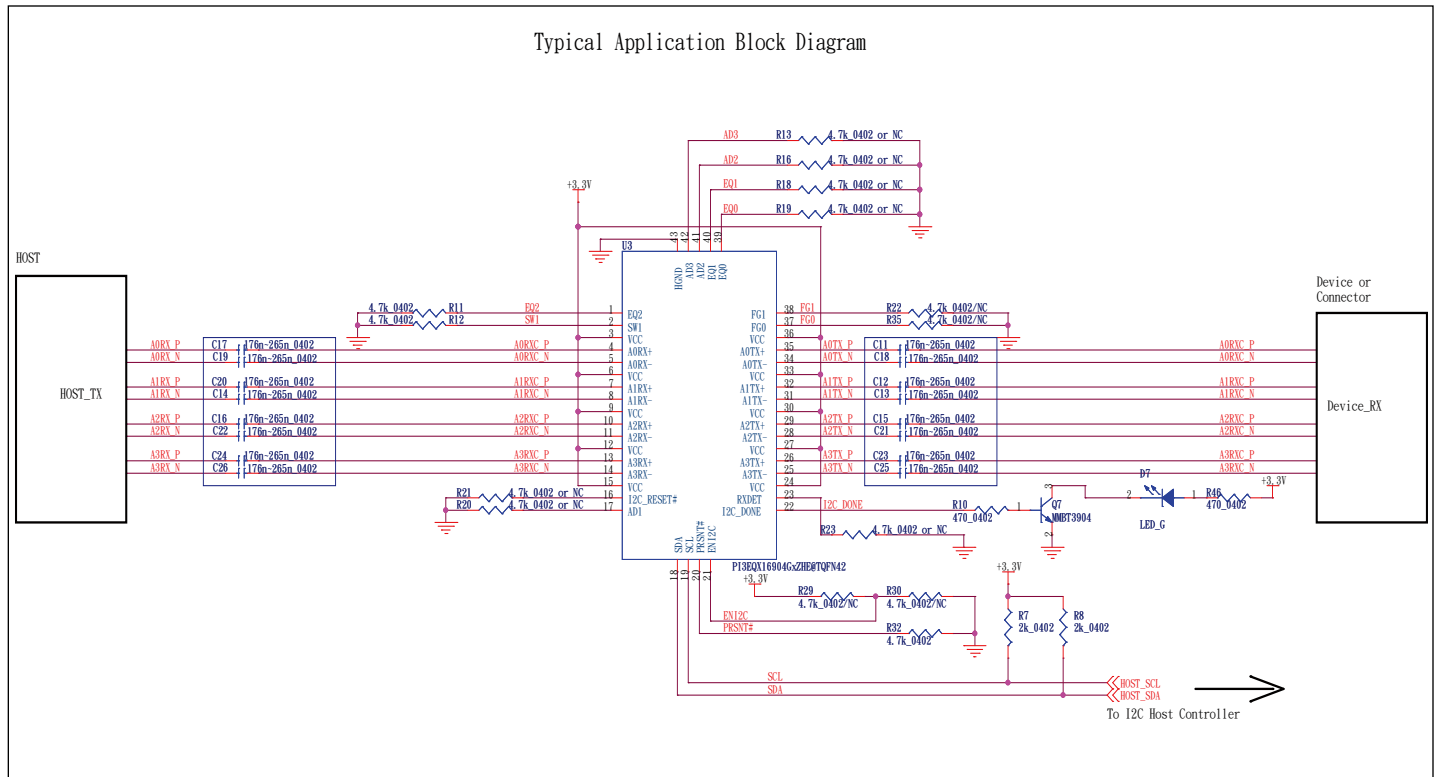 Typical Application Block Diagram
AD3 R13 4.7k_0402 or NC
AD2 R16 4.7k_0402 or NC
EQ1 R18 4.7k_0402 or NC
EQ0 R19 4.7k_0402 or NC
+3.3V
43 42 41 40 39
U3
HGND AD3 AD2 EQ1 EQ0
HOST
HOST_TX
Device or
Connector
Device_RX
4.7k_0402 R11 EQ2 1 EQ2
4.7k_0402 R12 SW1 2 SW1
3 VCC
A0RX_P C17 176n~265n_0402 A0RXC_P 4 A0RX+
A0RX_N C19 176n~265n_0402 A0RXC_N 5 A0RX-
6 VCC
A1RX_P C20 176n~265n_0402 A1RXC_P 7 A1RX+
A1RX_N C14 176n~265n_0402 A1RXC_N 8 A1RX-
9 VCC
A2RX_P C16 176n~265n_0402 A2RXC_P 10 A2RX+
A2RX_N C22 176n~265n_0402 A2RXC_N 11 A2RX-
12 VCC
A3RX_P C24 176n~265n_0402 A3RXC_P 13 A3RX+
A3RX_N C26 176n~265n_0402 A3RXC_N 14 A3RX-
15 VCC
R21 4.7k_0402 or NC 16 I2C_RESET#
R20 4.7k_0402 or NC 17 AD1
FG1 38 FG1 R22 4.7k_0402/NC
FG0 37 FG0 R35 4.7k_0402/NC
VCC 36
A0TX+ 35 A0TX_P C11 176n~265n_0402 A0RXC_P
A0TX- 34 A0TX_N C18 176n~265n_0402 A0RXC_N
VCC 33
A1TX+ 32 A1TX_P C12 176n~265n_0402 A1RXC_P
A1TX- 31 A1TX_N C13 176n~265n_0402 A1RXC_N
VCC 30
A2TX+ 29 A2TX_P C15 176n~265n_0402 A2RXC_P
A2TX- 28 A2TX_N C21 176n~265n_0402 A2RXC_N
VCC 27
A3TX+ 26 A3TX_P C23 176n~265n_0402 A3RXC_P
A3TX- 25 A3TX_N C25 176n~265n_0402 A3RXC_N
VCC 24
RXDET 23
I2C_DONE 22 I2C_DONE R10 470_0402
1 Q7 MMBT3904 3 2
2 D7 LED_G 1 R46 470_0402 +3.3V
R23 4.7k_0402 or NC
SDA SCL PRSNT# ENI2C
18 19 20 21
PI3EQX16904GxZHE@TQFN42
+3.3V
R29 4.7k_0402/NC R30 4.7k_0402/NC
ENI2C
PRSNT# R32 4.7k_0402
+3.3V
R7 2k_0402
R8 2k_0402
SCL HOST_SCL
SDA HOST_SDA
To I2C Host Controller